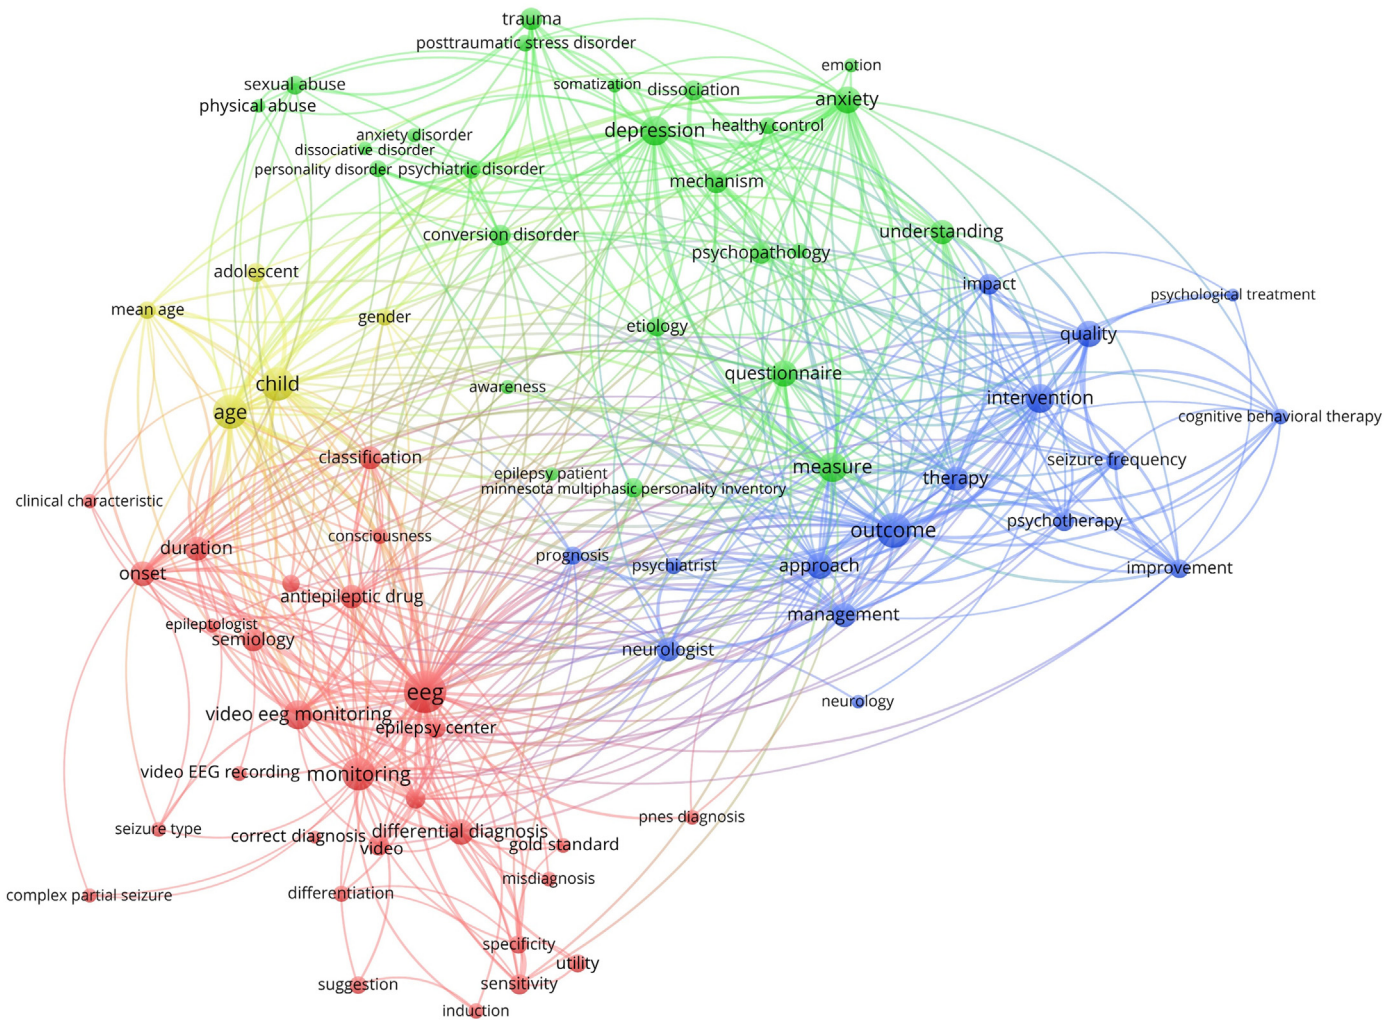 trauma
posttraumatic stress disorder
emotion
sexual abuse
somatization
dissociation
anxiety
physical abuse
depression
healthy control
anxiety disorder
dissociative disorder
personality disorder
psychiatric disorder
mechanism
conversion disorder
understanding
psychopathology
adolescent
impact
psychological treatment
mean age
gender
etiology
quality
child
awareness
questionnaire
intervention
age
cognitive behavioral therapy
classification
seizure frequency
epilepsy patient
measure
therapy
minnesota multiphasic personality inventory
clinical characteristic
psychotherapy
consciousness
outcome
duration
prognosis
psychiatrist
approach
improvement
onset
antiepileptic drug
management
epileptologist
semiology
neurologist
eeg
neurology
video eeg monitoring
epilepsy center
video EEG recording
monitoring
pnes diagnosis
seizure type
correct diagnosis
differential diagnosis
video
gold standard
misdiagnosis
complex partial seizure
differentiation
specificity
utility
suggestion
sensitivity
induction